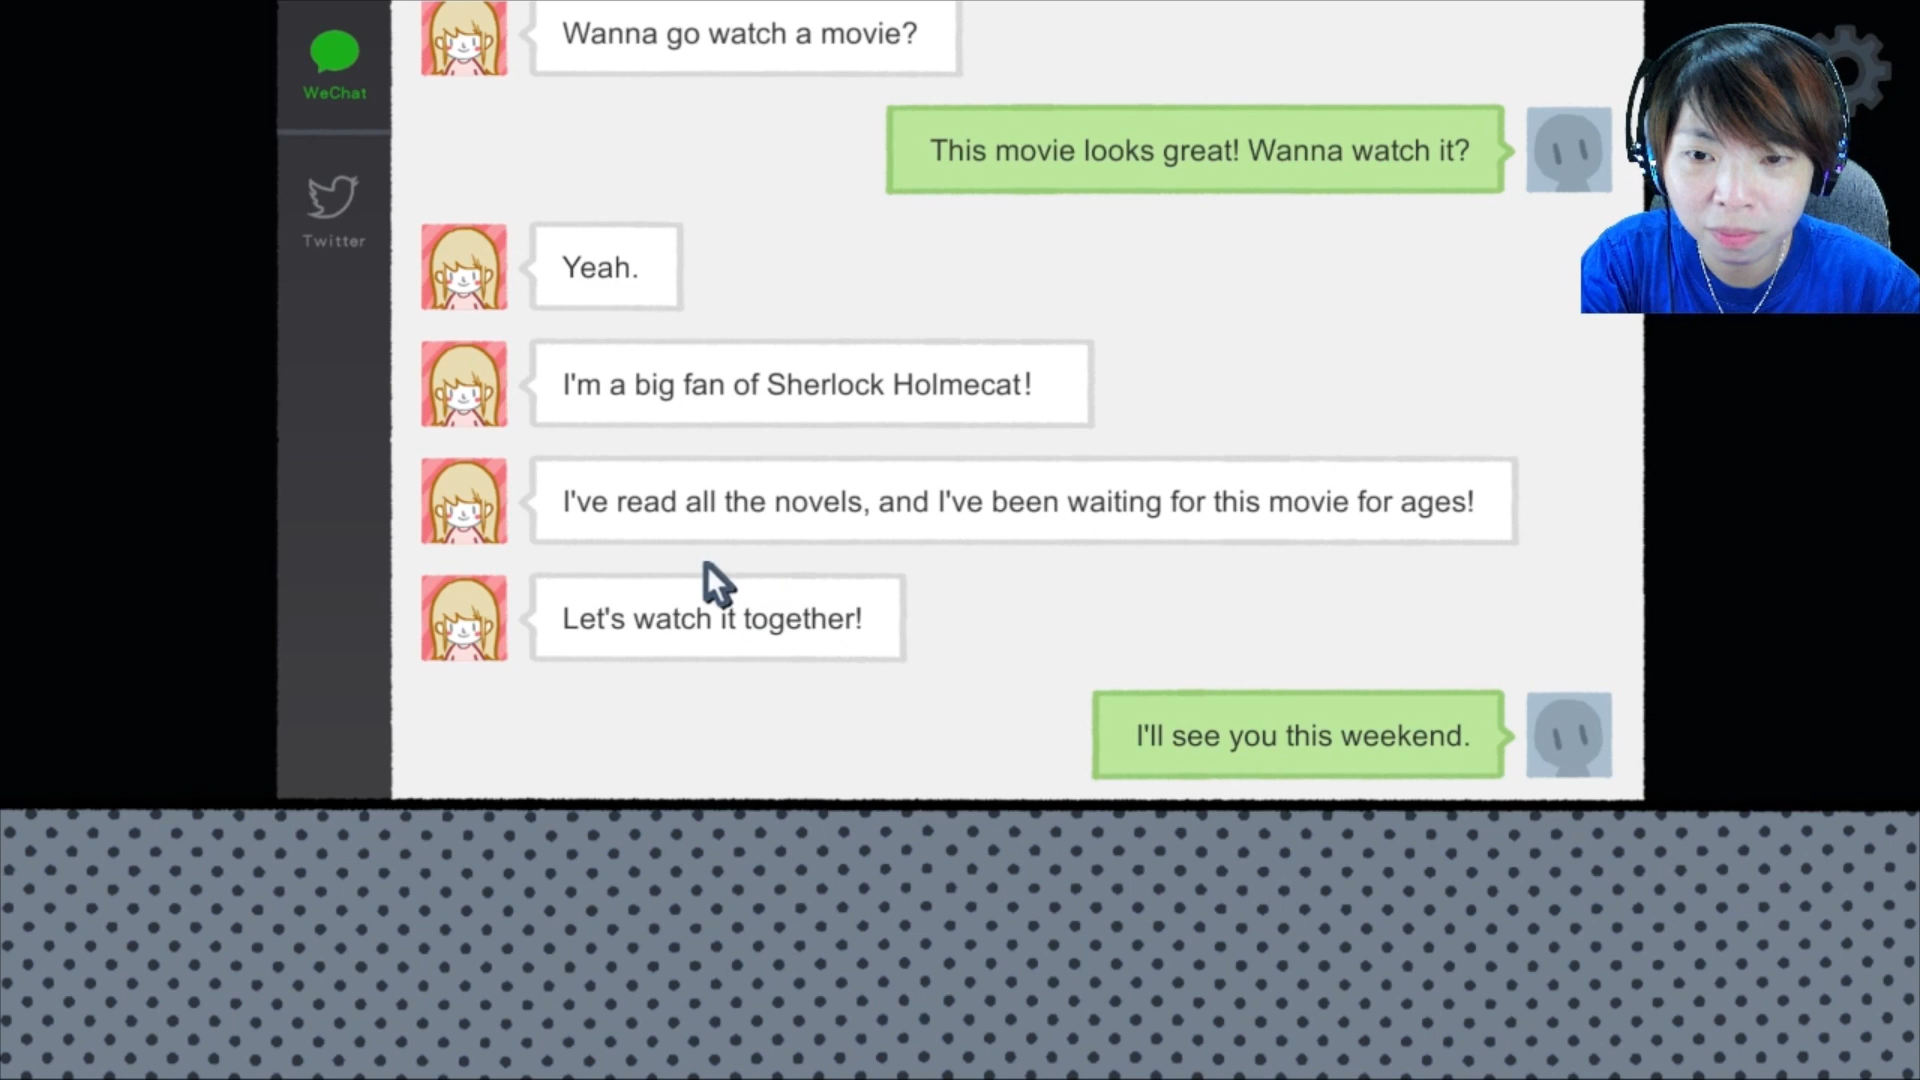 Wanna go watch a movie?
WeChat
This movie looks great! Wanna watch it?
Twitter
Yeah.
I'm a big fan of Sherlock Holmecat!
I've read all the novels, and I've been waiting for this movie for ages!
Let's watch it together!
I'll see you this weekend.